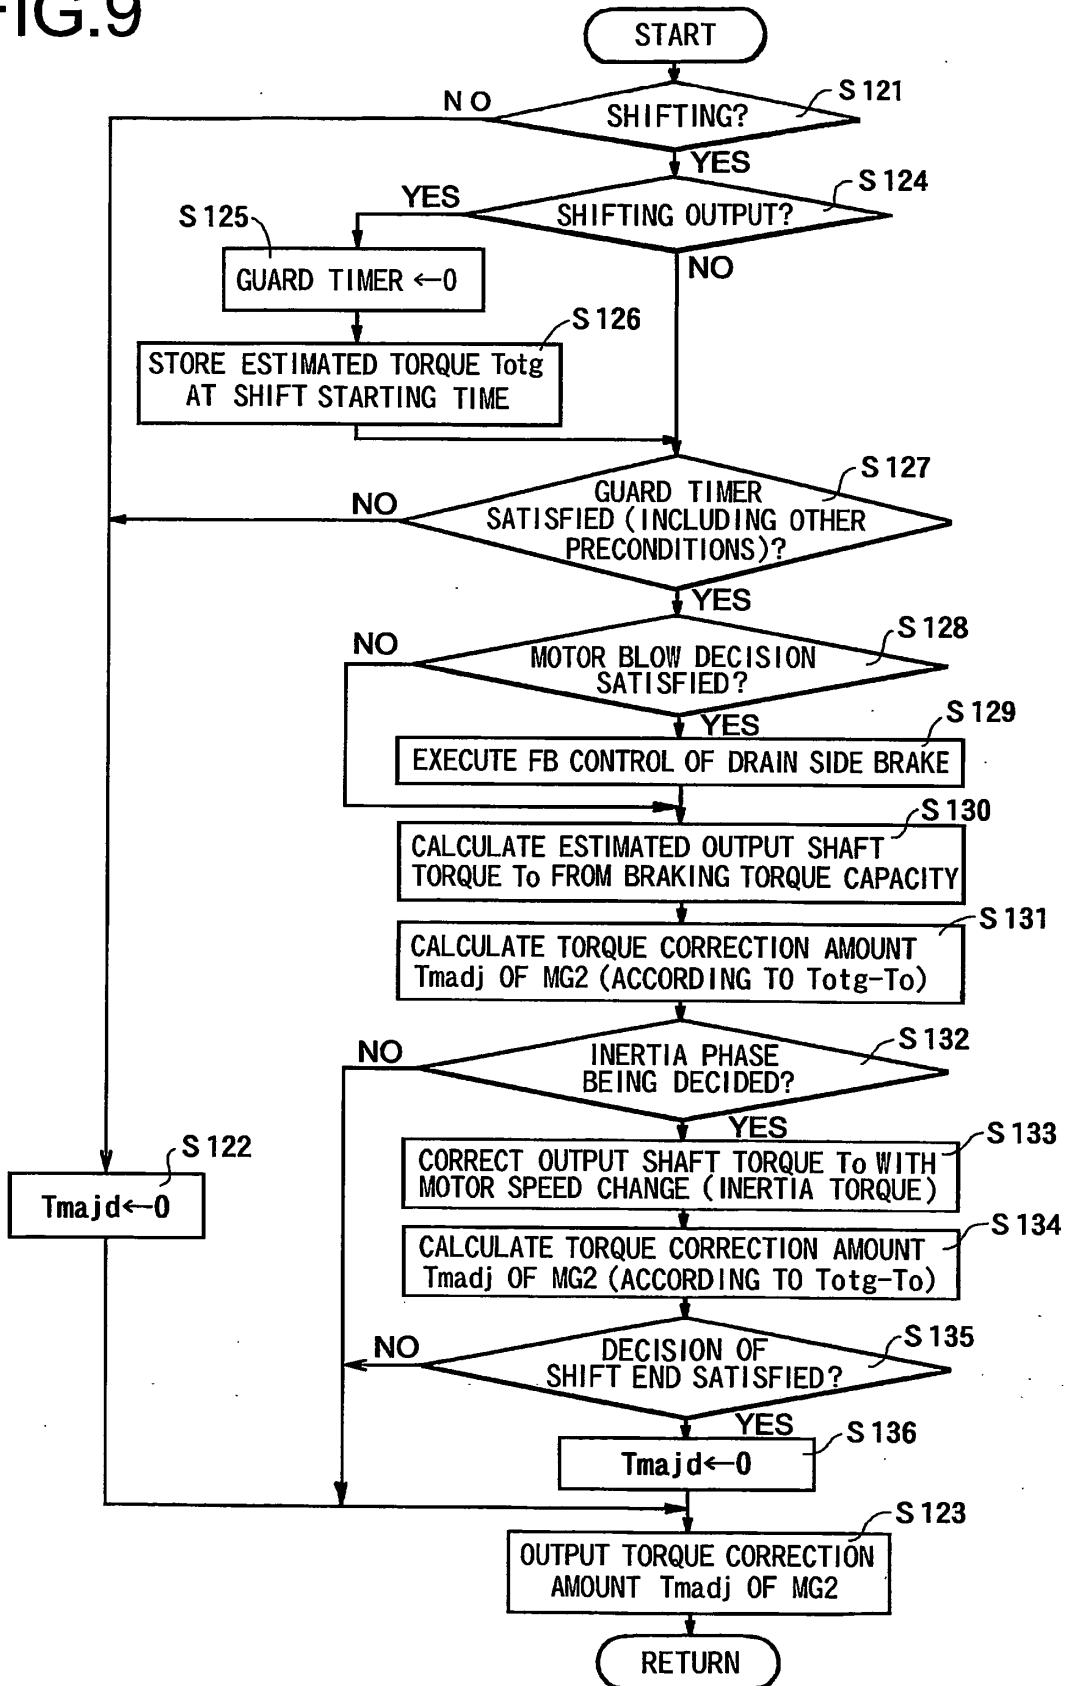 FIG.9
START
S121
NO
SHIFTING?
YES
S124
YES
SHIFTING OUTPUT?
S125
NO
GUARD TIMER ←0
S126
STORE ESTIMATED TORQUE Totg
AT SHIFT STARTING TIME
S127
NO
GUARD TIMER
SATISFIED (INCLUDING OTHER
PRECONDITIONS)?
YES
S128
NO
MOTOR BLOW DECISION
SATISFIED?
YES
S129
EXECUTE FB CONTROL OF DRAIN SIDE BRAKE
S130
CALCULATE ESTIMATED OUTPUT SHAFT
TORQUE To FROM BRAKING TORQUE CAPACITY
S131
CALCULATE TORQUE CORRECTION AMOUNT
Tmadj OF MG2 (ACCORDING TO Totg-To)
S132
NO
INERTIA PHASE
BEING DECIDED?
YES
S133
CORRECT OUTPUT SHAFT TORQUE To WITH
MOTOR SPEED CHANGE (INERTIA TORQUE)
S122
Tmajd←0
S134
CALCULATE TORQUE CORRECTION AMOUNT
Tmadj OF MG2 (ACCORDING TO Totg-To)
S135
NO
DECISION OF
SHIFT END SATISFIED?
YES
S136
Tmajd←0
S123
OUTPUT TORQUE CORRECTION
AMOUNT Tmadj OF MG2
RETURN